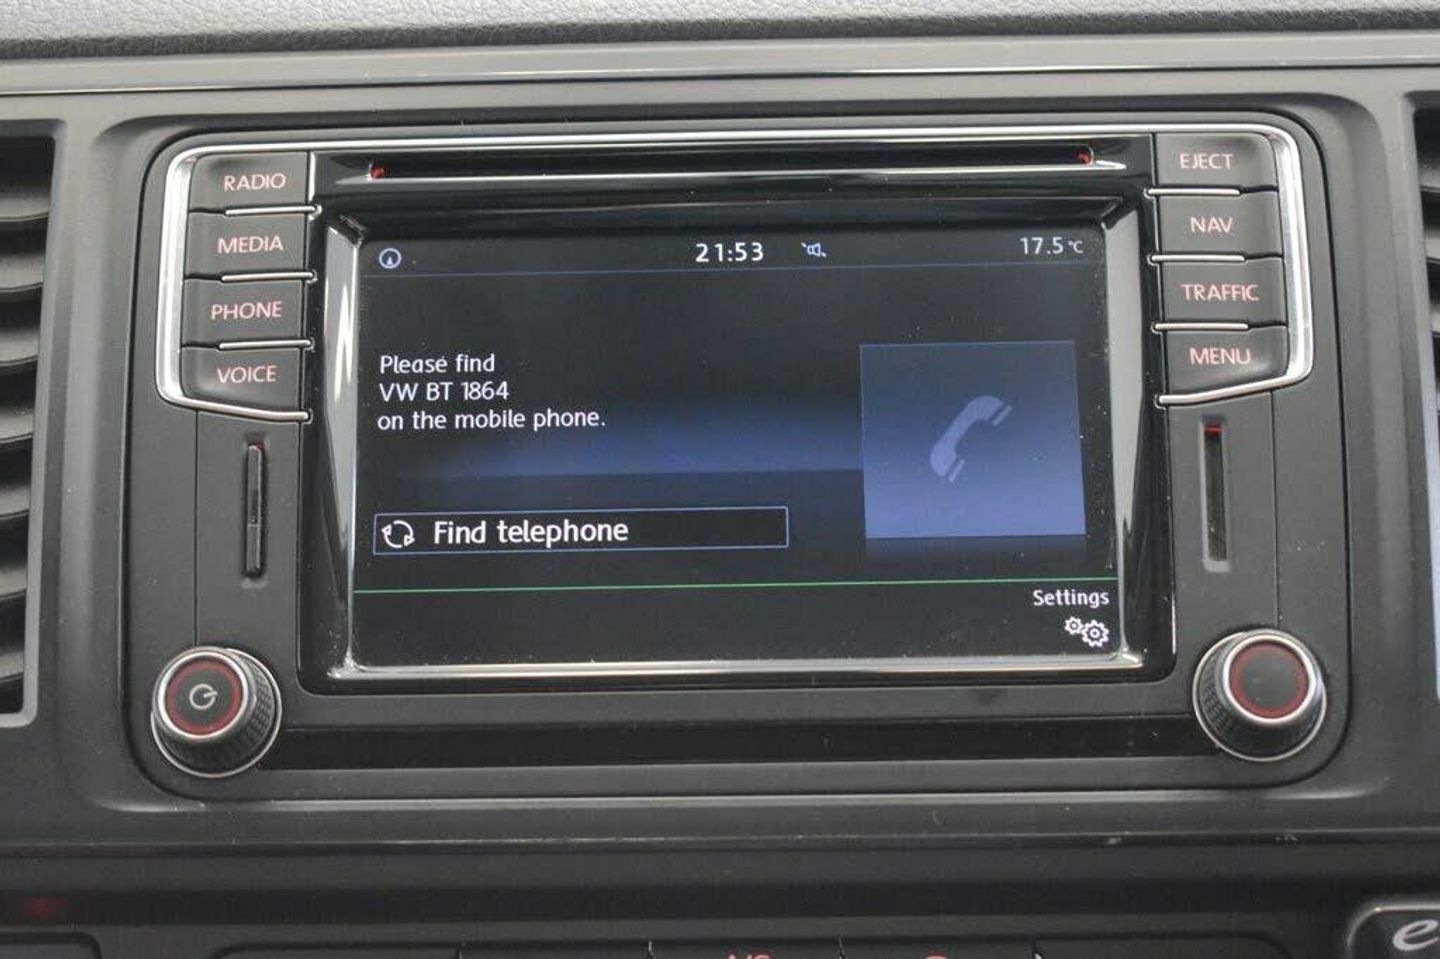 RADIO
MEDIA
PHONE
VOICE
EJECT
NAV
TRAFFIC
MENU
21:53
17.5°C
Please find
VW BT 1864
on the mobile phone.
Find telephone
Settings